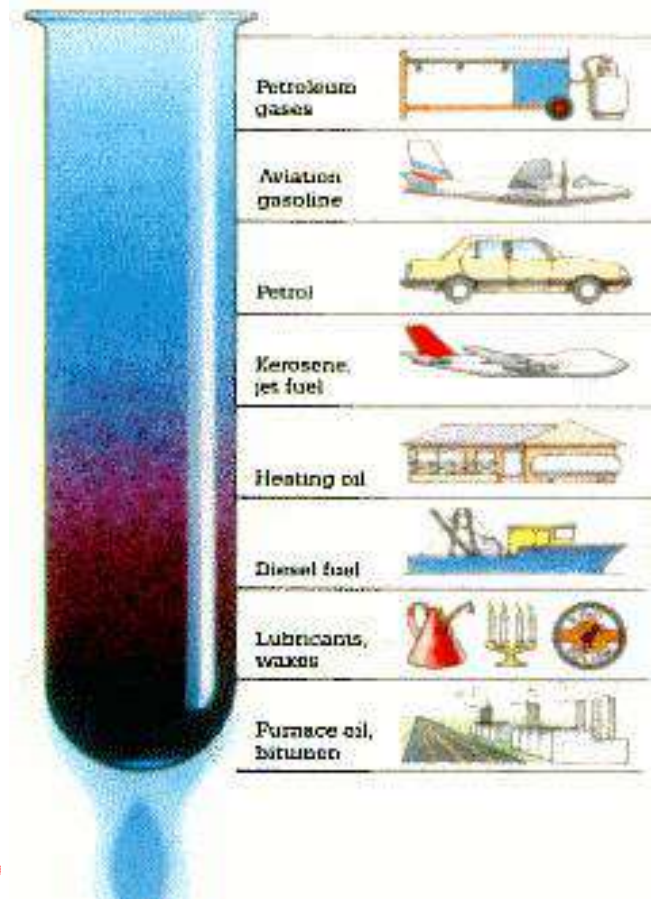 Petroleum
gases
Aviation
gasoline
Petrol
Kerosene,
jet fuel
Heating oil
Diesel fuel
Lubricants,
waxes
Furnace oil,
bitumen